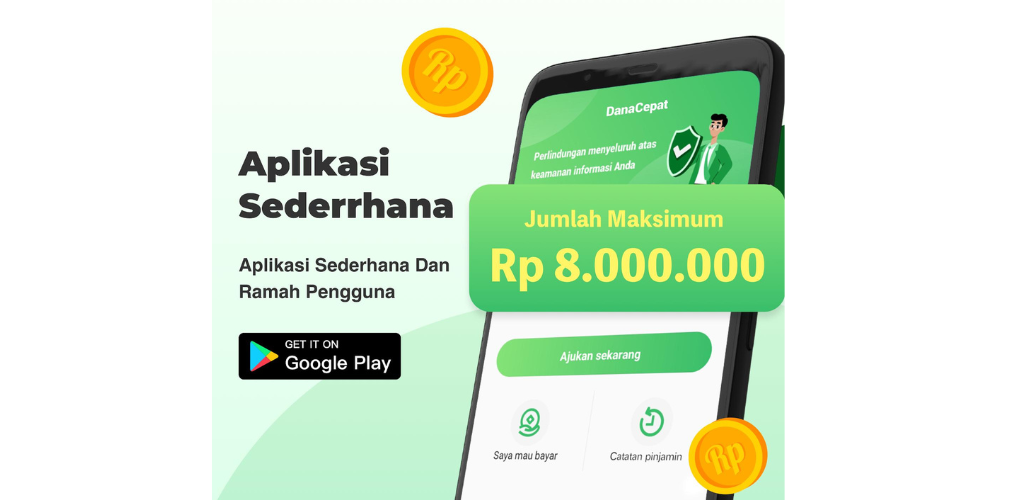 Rp
DanaCepat
Perlindungan menyeluruh atas
keamanan informasi Anda
Aplikasi
Sederrhana
Jumlah Maksimum
Rp 8.000.000
Aplikasi Sederhana Dan
Ramah Pengguna
GET IT ON
Google Play
Ajukan sekarang
Saya mau bayar
Catatan pinjamin
Rp